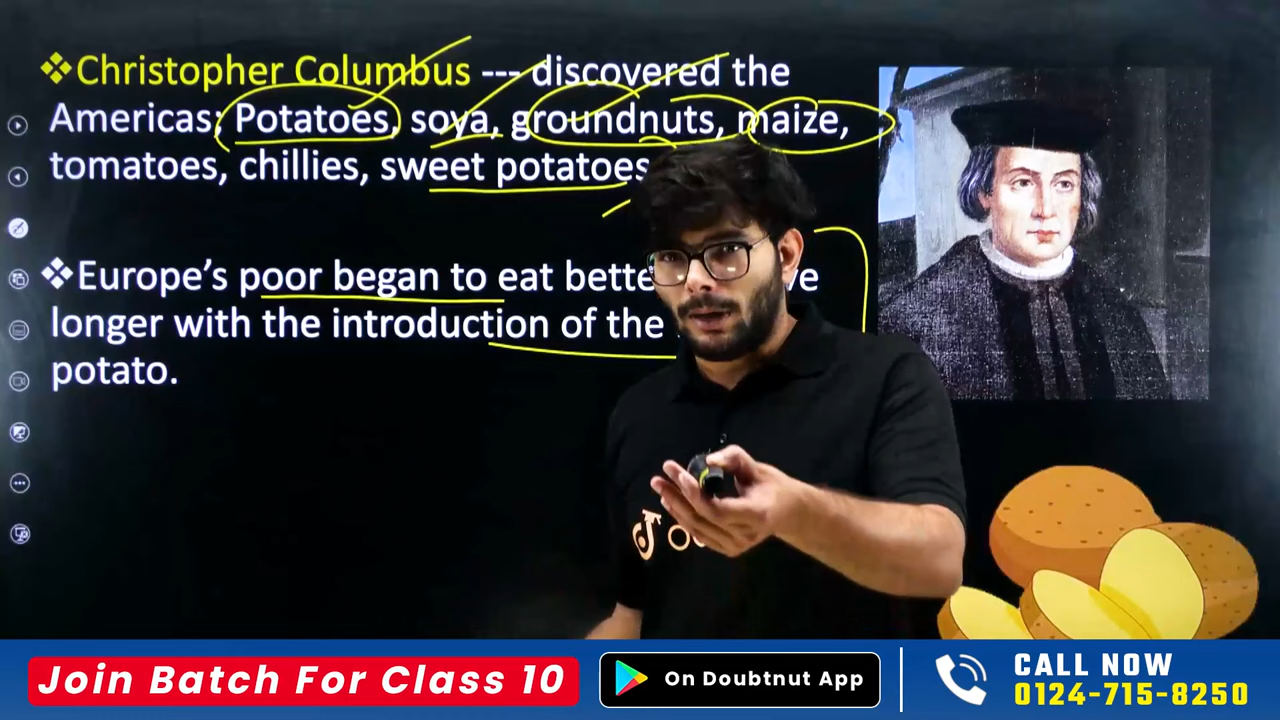 ❖Christopher Columbus --- discovered the
Americas; Potatoes, soya, groundnuts, maize,
tomatoes, chillies, sweet potatoes
❖Europe’s poor began to eat
longer with the introduction of the
potato.
Join Batch For Class 10
On Doubtnut App
CALL NOW
0124-715-8250